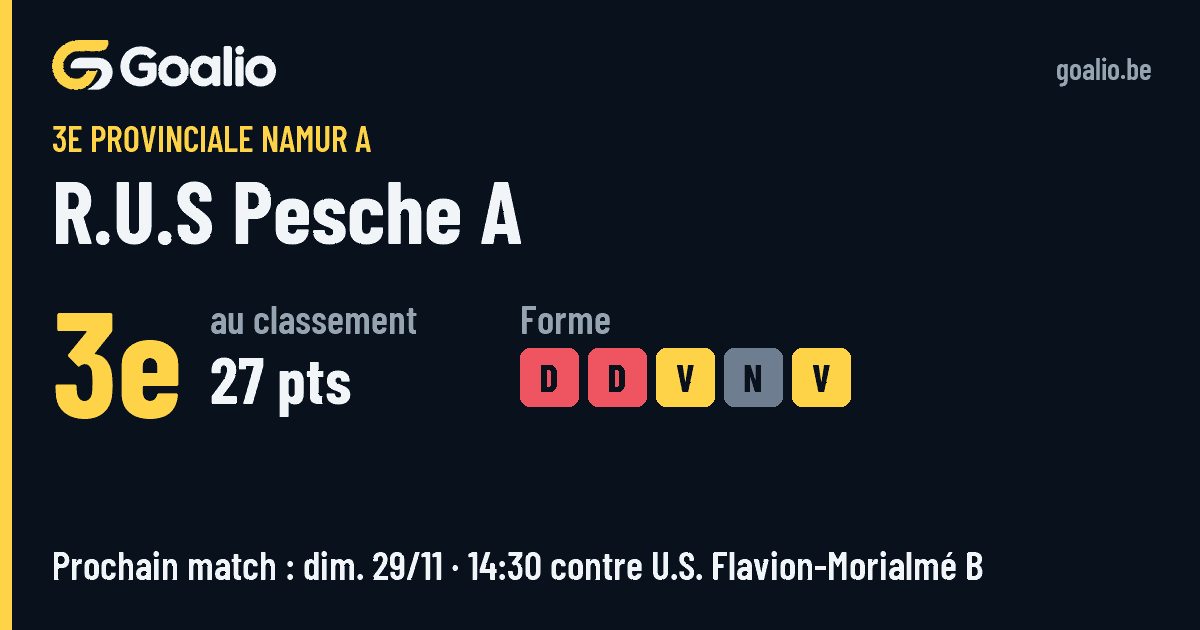 Goalio
goalio.be
3E PROVINCIALE NAMUR A
R.U.S Pesche A
3e
au classement
27 pts
Forme
D D V N V
Prochain match : dim. 29/11 · 14:30 contre U.S. Flavion-Morialmé B